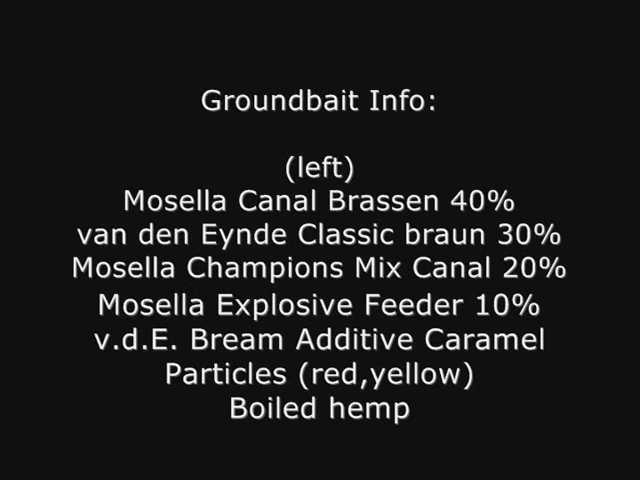 Groundbait Info:
(left)
Mosella Canal Brassen 40%
van den Eynde Classic braun 30%
Mosella Champions Mix Canal 20%
Mosella Explosive Feeder 10%
v.d.E. Bream Additive Caramel
Particles (red,yellow)
Boiled hemp